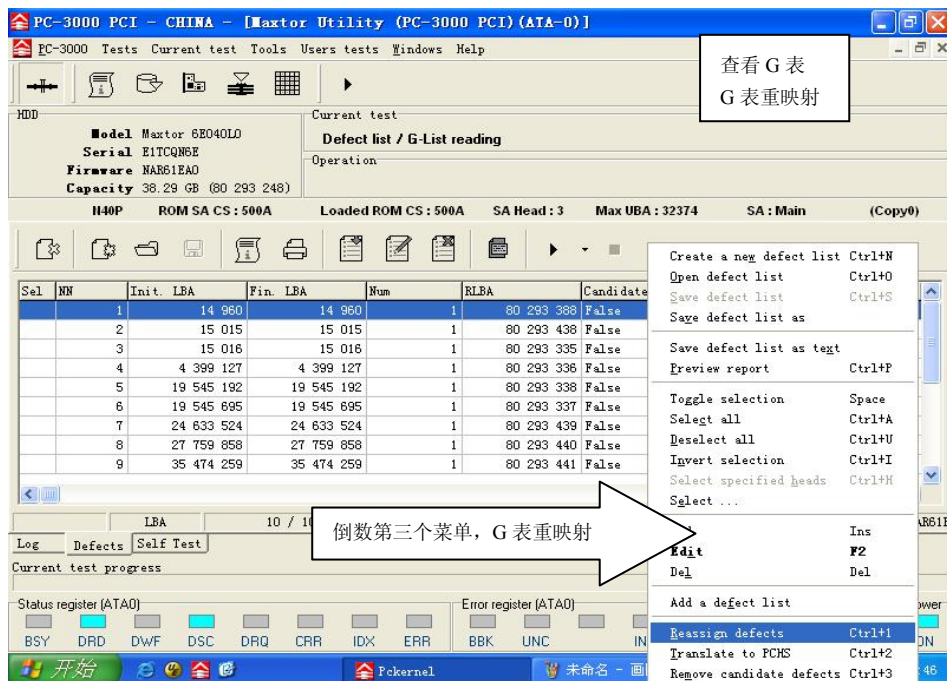 PC-3000 PCI - CHINA - [Maxtor Utility (PC-3000 PCI)(ATA-0)]
PC-3000 Tests Current test Tools Users tests Windows Help
查看 G 表
G 表重映射
HDD
Model Maxtor 6E040L0
Serial E1TCQN6E
Firmware NAR61EA0
Capacity 38.29 GB (80 293 248)
Current test
Defect list / G-List reading
Operation
N40P ROM SA CS : 500A Loaded ROM CS : 500A SA Head : 3 Max UBA : 32374 SA : Main (Copy0)
Sel NN Init. LBA Fin. LBA Num RLBA Candidate
1 14 960 14 960 1 80 293 388 False
2 15 015 15 015 1 80 293 438 False
3 15 016 15 016 1 80 293 335 False
4 4 399 127 4 399 127 1 80 293 336 False
5 19 545 192 19 545 192 1 80 293 338 False
6 19 545 695 19 545 695 1 80 293 337 False
7 24 633 524 24 633 524 1 80 293 439 False
8 27 759 858 27 759 858 1 80 293 440 False
9 35 474 259 35 474 259 1 80 293 441 False
Create a new defect list Ctrl+N
Open defect list Ctrl+O
Save defect list Ctrl+S
Save defect list as
Save defect list as text
Preview report Ctrl+P
Toggle selection Space
Select all Ctrl+A
Deselect all Ctrl+U
Invert selection Ctrl+I
Select specified heads Ctrl+H
Select ...
Ins
Edit F2
Del Del
Add a defect list
Reassign defects Ctrl+1
Translate to PCHS Ctrl+2
Remove candidate defects Ctrl+3
倒数第三个菜单，G 表重映射
LBA 10 /
Log Defects Self Test
Current test progress
Status register (ATA0)
BSY DRD DWF DSC DRQ CRR IDX ERR
Error register (ATA0)
BBK UNC
开始 Pckernel 未命名 - 画
46